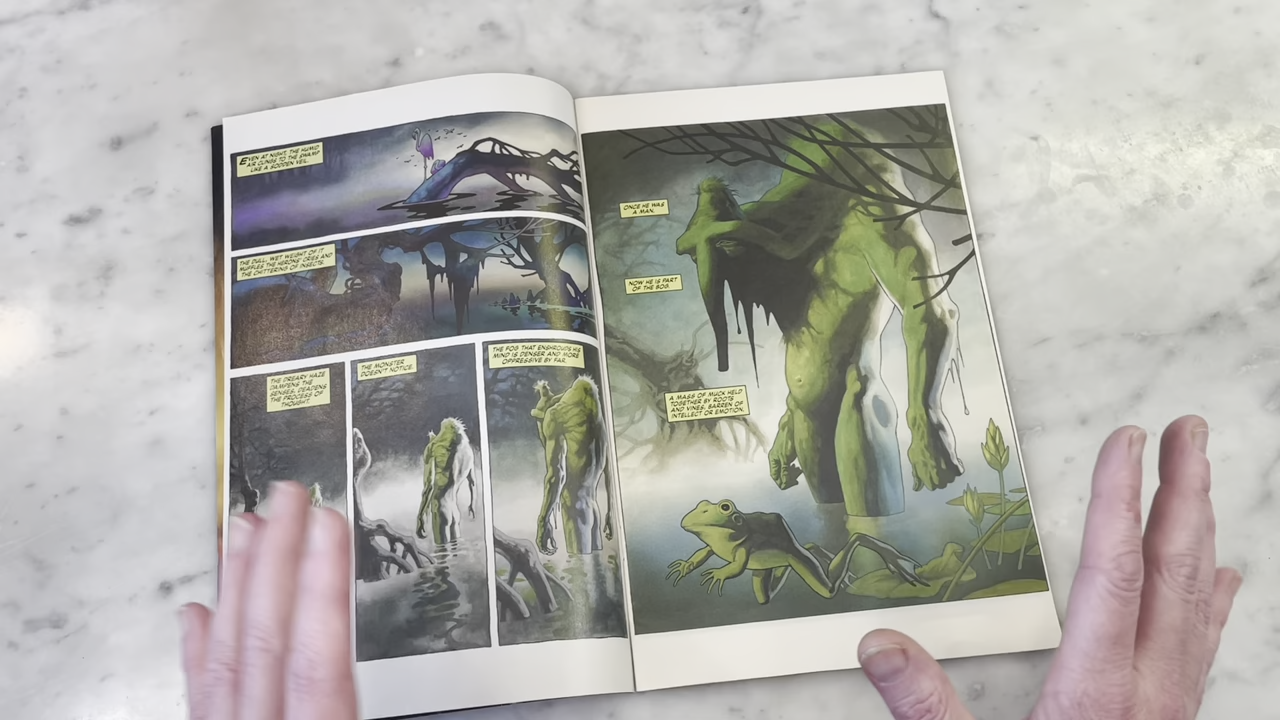 EVEN AT NIGHT, THE HUMID
AIR CLINGS TO THE SWAMP
LIKE A SODDEN VEIL.
THE DULL, WET WEIGHT OF IT
MUFFLES THE HERONS' CRIES AND
THE CHITTERING OF INSECTS.
THE DREARY HAZE
DAMPENS THE
SENSES, DEADENS
THE PROCESS OF
THOUGHT.
THE MONSTER
DOESN'T NOTICE.
THE FOG THAT ENSHROUDS HIS
MIND IS DENSER AND MORE
OPPRESSIVE BY FAR.
ONCE HE WAS
A MAN.
NOW HE IS PART
OF THE BOG.
A MASS OF MUCK HELD
TOGETHER BY ROOTS
AND VINES, BARREN OF
INTELLECT OR EMOTION.